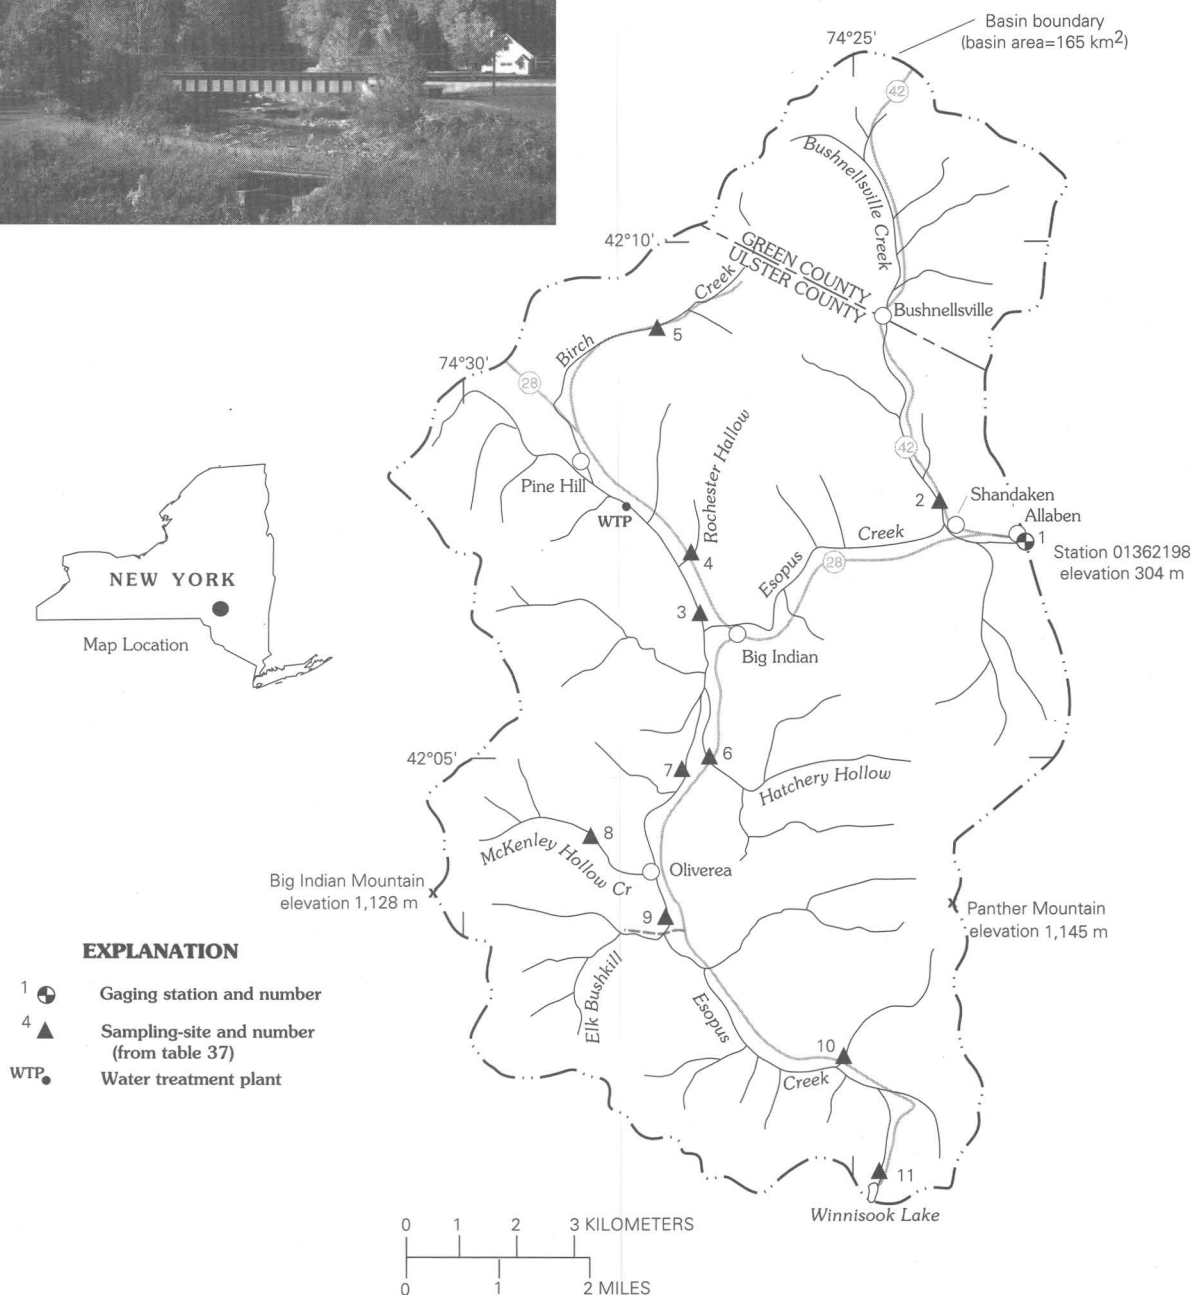 Basin boundary
(basin area=165 km2)
74°25'
42
Bushnellsville Creek
42°10'
GREEN COUNTY
ULSTER COUNTY
Creek
Bushnellsville
5
Birch
74°30'
28
Rochester Hallow
42
Pine Hill
2
Shandaken
Allaben
WTP
Creek
1
Station 01362198
elevation 304 m
4
Esopus
28
NEW YORK
3
Map Location
Big Indian
42°05'
6
7
Hatchery Hollow
8
McKenley Hollow Cr
Oliverea
Big Indian Mountain
elevation 1,128 m
x
9
x
Panther Mountain
elevation 1,145 m
EXPLANATION
1
Gaging station and number
4
Sampling-site and number
(from table 37)
WTP
Water treatment plant
Elk Bushkill
Esopus
10
Creek
11
Winnisook Lake
0 1 2 3 KILOMETERS
0 1 2 MILES